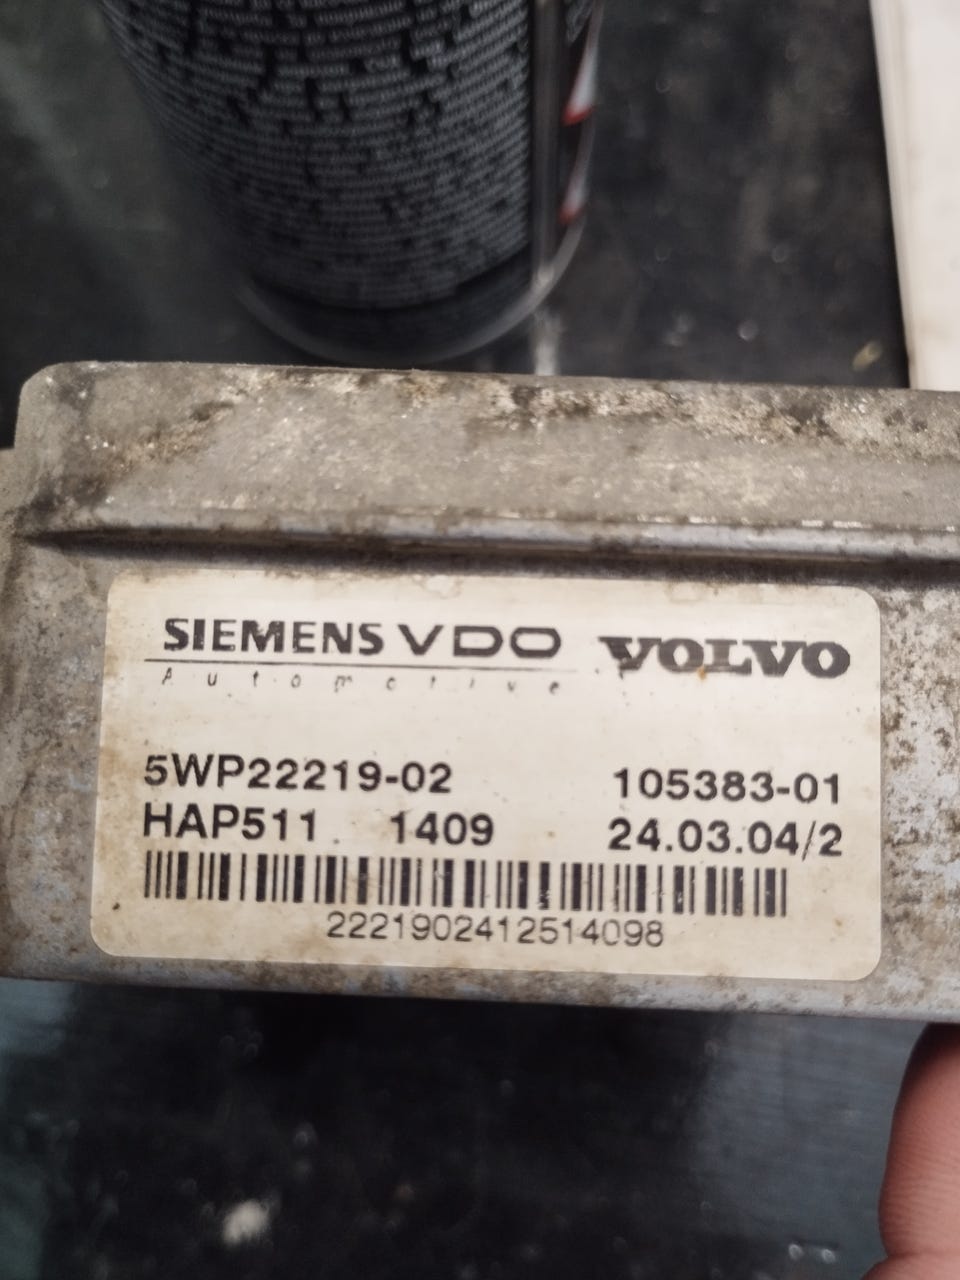 SIEMENS VDO VOLVO
Automotive
5WP22219-02 105383-01
HAP511 1409 24.03.04/2
2221902412514098